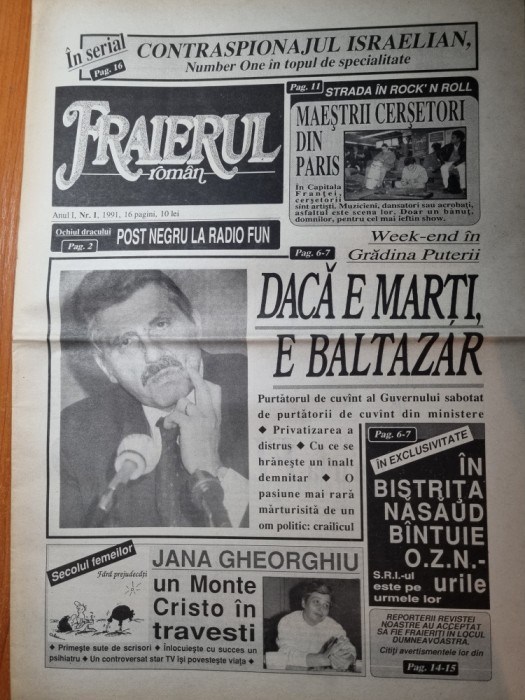 În serial
Pag. 16
CONTRASPIONAJUL ISRAELIAN,
Number One în topul de specialitate
FRAIERUL
român
Anul I, Nr. 1, 1991, 16 pagini, 10 lei
Pag. 11
STRADA ÎN ROCK' N ROLL
MAEŞTRII CERŞETORI
DIN
PARIS
În Capitala
Franţei,
cerşetorii
sînt artişti. Muzicieni, dansatori sau acrobaţi,
asfaltul este scena lor. Doar un bănuţ,
domnilor, pentru cel mai ieftin show.
Ochiul dracului
Pag. 2
POST NEGRU LA RADIO FUN
Pag. 6-7
Week-end în
Grădina Puterii
DACĂ E MARŢI,
E BALTAZAR
Purtătorul de cuvînt al Guvernului sabotat
de purtătorii de cuvînt din ministere
◆ Privatizarea a
distrus ◆ Cu ce se
hrăneşte un înalt
demnitar ◆ O
pasiune mai rară
mărturisită de un
om politic: crailicul
Pag. 6-7
ÎN EXCLUSIVITATE
ÎN
BISTRIŢA
NĂSĂUD
BÎNTUIE
O.Z.N.-
urile
S.R.I.-ul
este pe
urmele lor
Secolul femeilor
Fără prejudecăţi
JANA GHEORGHIU
un Monte
Cristo în
travesti
◆ Primeşte sute de scrisori ◆ Înlocuieşte cu succes un
psihiatru ◆ Un controversat star TV îşi povesteşte viaţa ◆
REPORTERII REVISTEI
NOASTRE AU ACCEPTAT
SĂ FIE FRAIERIŢI ÎN LOCUL
DUMNEAVOASTRĂ.
Citiţi avertismentele lor din
Pag. 14-15